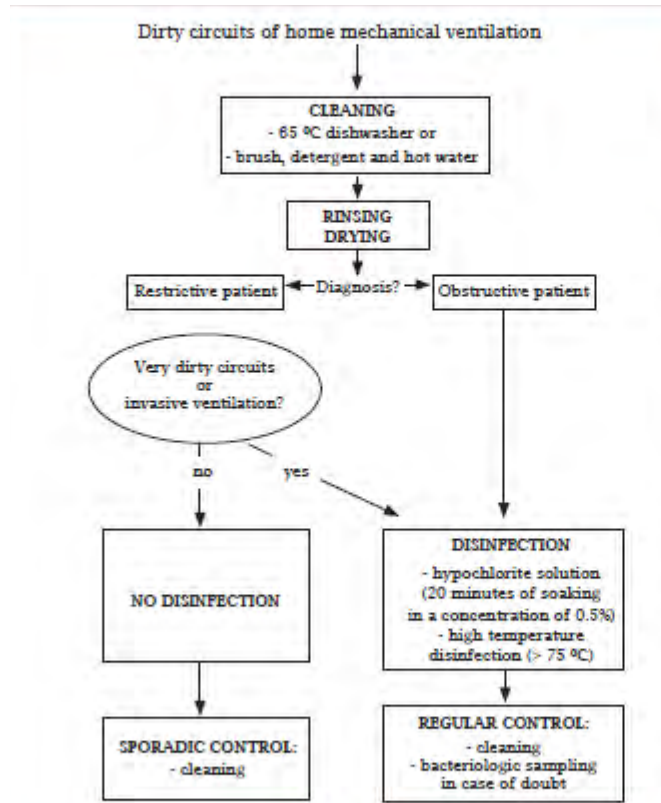 Dirty circuits of home mechanical ventilation
CLEANING
- 65 ºC dishwasher or
- brush, detergent and hot water
RINSING
DRYING
Diagnosis?
Restrictive patient
Obstructive patient
Very dirty circuits
or
invasive ventilation?
no
yes
NO DISINFECTION
DISINFECTION
- hypochlorite solution
(20 minutes of soaking
in a concentration of 0.5%)
- high temperature
disinfection (> 75 ºC)
SPORADIC CONTROL:
- cleaning
REGULAR CONTROL:
- cleaning
- bacteriologic sampling
in case of doubt